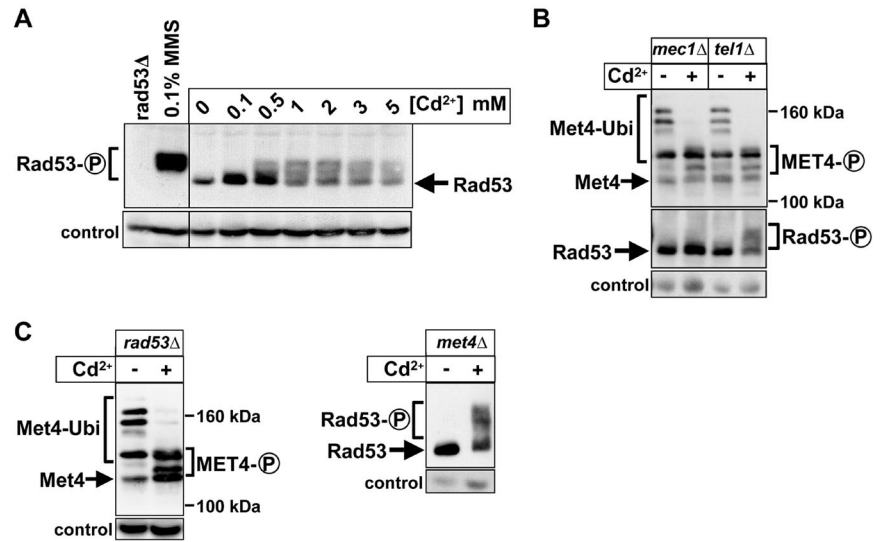 A
rad53Δ
0.1% MMS
0 0.1 0.5 1 2 3 5 [Cd²⁺] mM
Rad53-Ⓟ
Rad53
control
B
mec1Δ tel1Δ
Cd²⁺ - + - +
Met4-Ubi
160 kDa
MET4-Ⓟ
Met4
100 kDa
Rad53-Ⓟ
Rad53
control
C
rad53Δ
Cd²⁺ - +
Met4-Ubi
160 kDa
MET4-Ⓟ
Met4
100 kDa
control
met4Δ
Cd²⁺ - +
Rad53-Ⓟ
Rad53
control